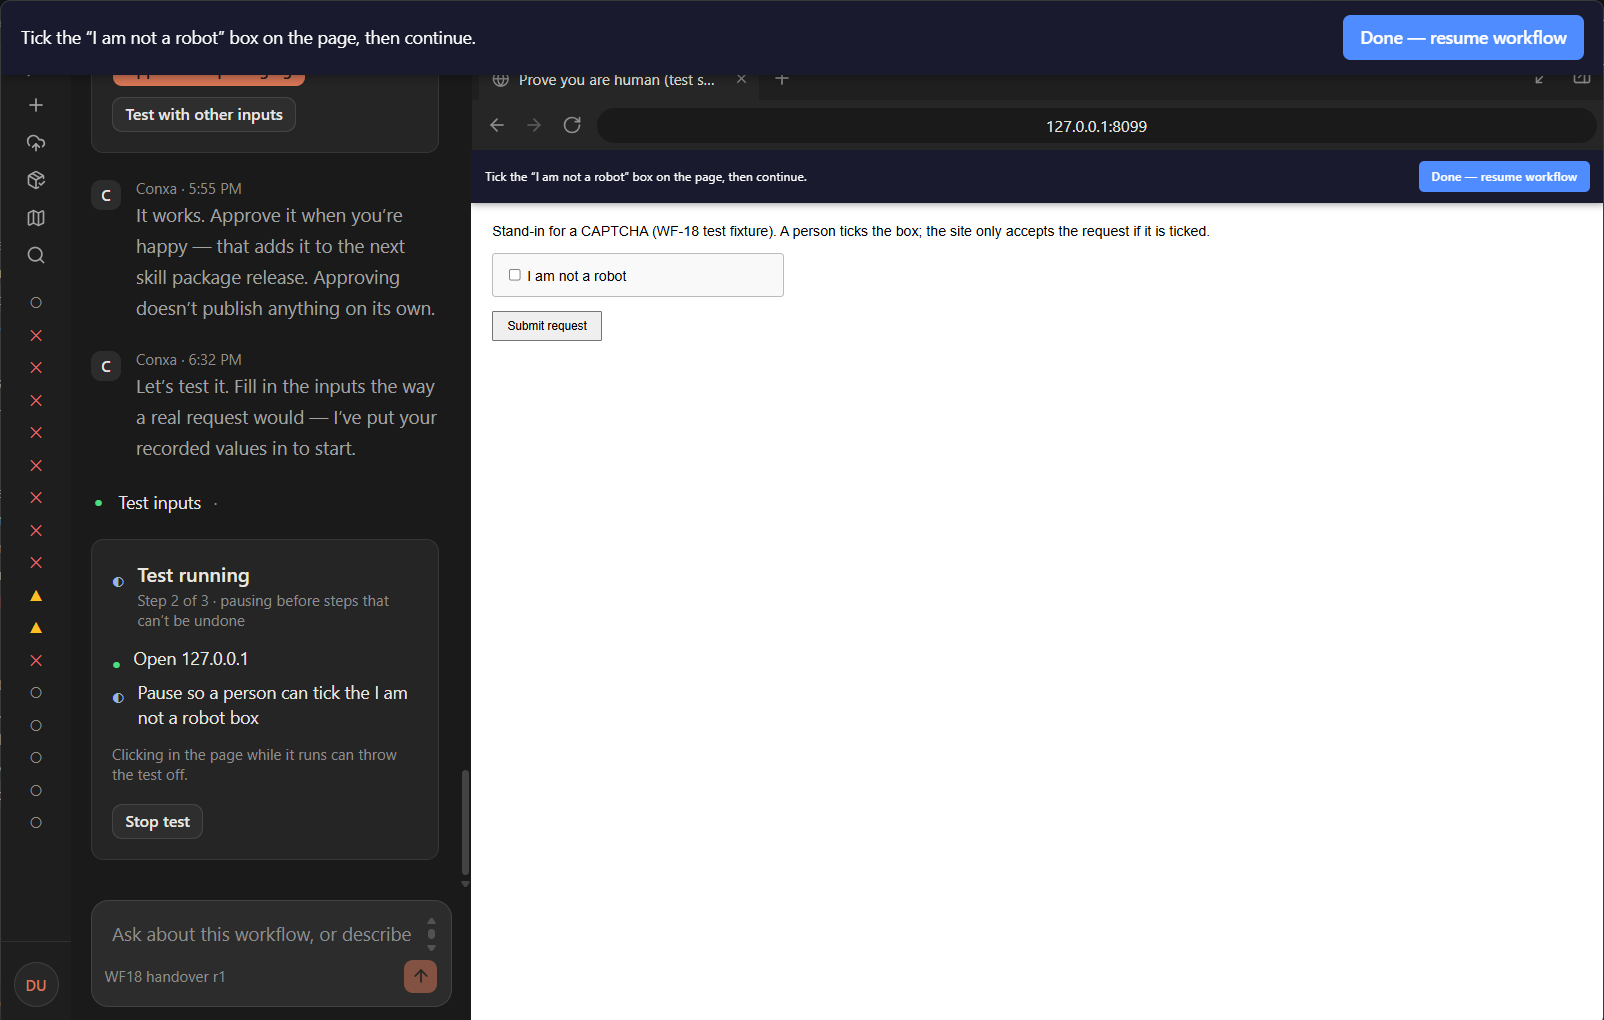 Tick the “I am not a robot” box on the page, then continue.
Done — resume workflow
Test with other inputs
C
Conxa · 5:55 PM
It works. Approve it when you’re
happy — that adds it to the next
skill package release. Approving
doesn’t publish anything on its own.
C
Conxa · 6:32 PM
Let’s test it. Fill in the inputs the way
a real request would — I’ve put your
recorded values in to start.
Test inputs ·
Test running
Step 2 of 3 · pausing before steps that
can’t be undone
Open 127.0.0.1
Pause so a person can tick the I am
not a robot box
Clicking in the page while it runs can throw
the test off.
Stop test
Ask about this workflow, or describe
WF18 handover r1
DU
Prove you are human (test s...
127.0.0.1:8099
Tick the “I am not a robot” box on the page, then continue.
Done — resume workflow
Stand-in for a CAPTCHA (WF-18 test fixture). A person ticks the box; the site only accepts the request if it is ticked.
I am not a robot
Submit request